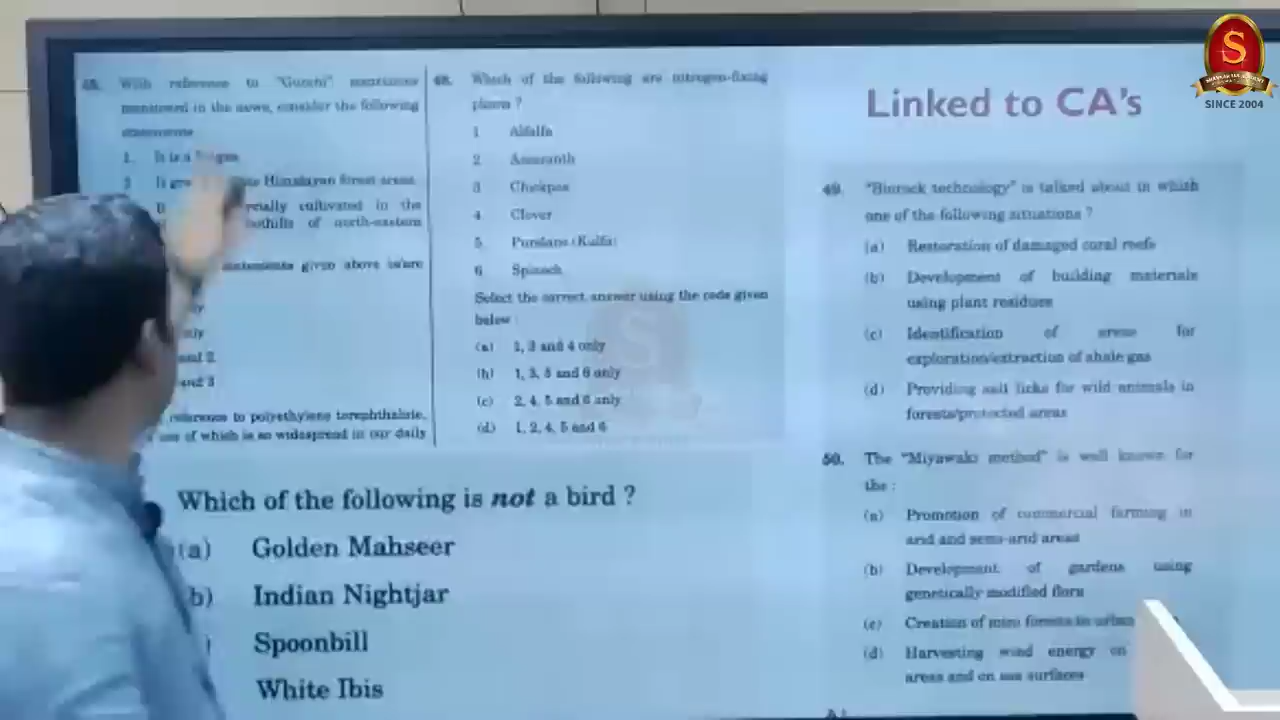 With reference to "Gucchi" sometimes
mentioned in the news, consider the following
statements
1. It is a fungus
2 Himalayan forest areas
cially cultivated in the
foothills of north-eastern
statements given above is/are
only
and 2
and 3
reference to polyethylene terephthalate,
use of which is so widespread in our daily
48. Which of the following are nitrogen-fixing
plants ?
1 Alfalfa
2 Amaranth
3 Chickpea
4 Clover
5 Purslane (Kulfa)
6 Spinach
Select the correct answer using the code given
below :
(a) 1, 3 and 4 only
(b) 1, 3, 5 and 6 only
(c) 2, 4, 5 and 6 only
(d) 1, 2, 4, 5 and 6
Which of the following is not a bird ?
(a) Golden Mahseer
b) Indian Nightjar
) Spoonbill
White Ibis
Linked to CA's
49. "Biorock technology" is talked about in which
one of the following situations ?
(a) Restoration of damaged coral reefs
(b) Development of building materials
using plant residues
(c) Identification of areas for
exploration/extraction of shale gas
(d) Providing salt licks for wild animals in
forests/protected areas
50. The "Miyawaki method" is well known for
the :
(a) Promotion of commercial farming in
arid and semi-arid areas
(b) Development of gardens using
genetically modified flora
(c) Creation of mini forests in urban
(d) Harvesting wind energy on
areas and on sea surfaces
S
SINCE 2004